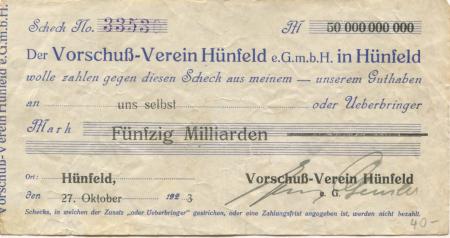 Vorschuß-Verein Hünfeld e.G.m.b.H.
Scheck No. 33530 M 50 000 000 000
Der Vorschuß-Verein Hünfeld e.G.m.b.H. in Hünfeld
wolle zahlen gegen diesen Scheck aus meinem — unserem Guthaben
an uns selbst oder Ueberbringer
Mark Fünfzig Milliarden
Ort: Hünfeld, Vorschuß-Verein Hünfeld
den 27. Oktober 1923 e. G.
Schecks, in welchen der Zusatz „oder Ueberbringer" gestrichen, oder eine Zahlungsfrist angegeben ist, werden nicht bezahlt.
40-